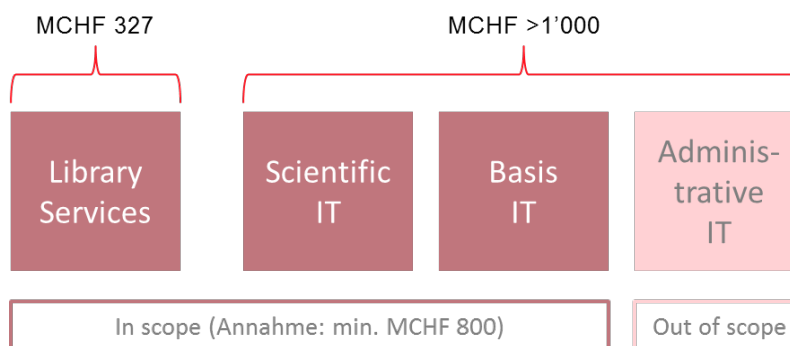 MCHF 327
MCHF >1’000
Library
Services
Scientific
IT
Basis
IT
Adminis-
trative
IT
In scope (Annahme: min. MCHF 800)
Out of scope